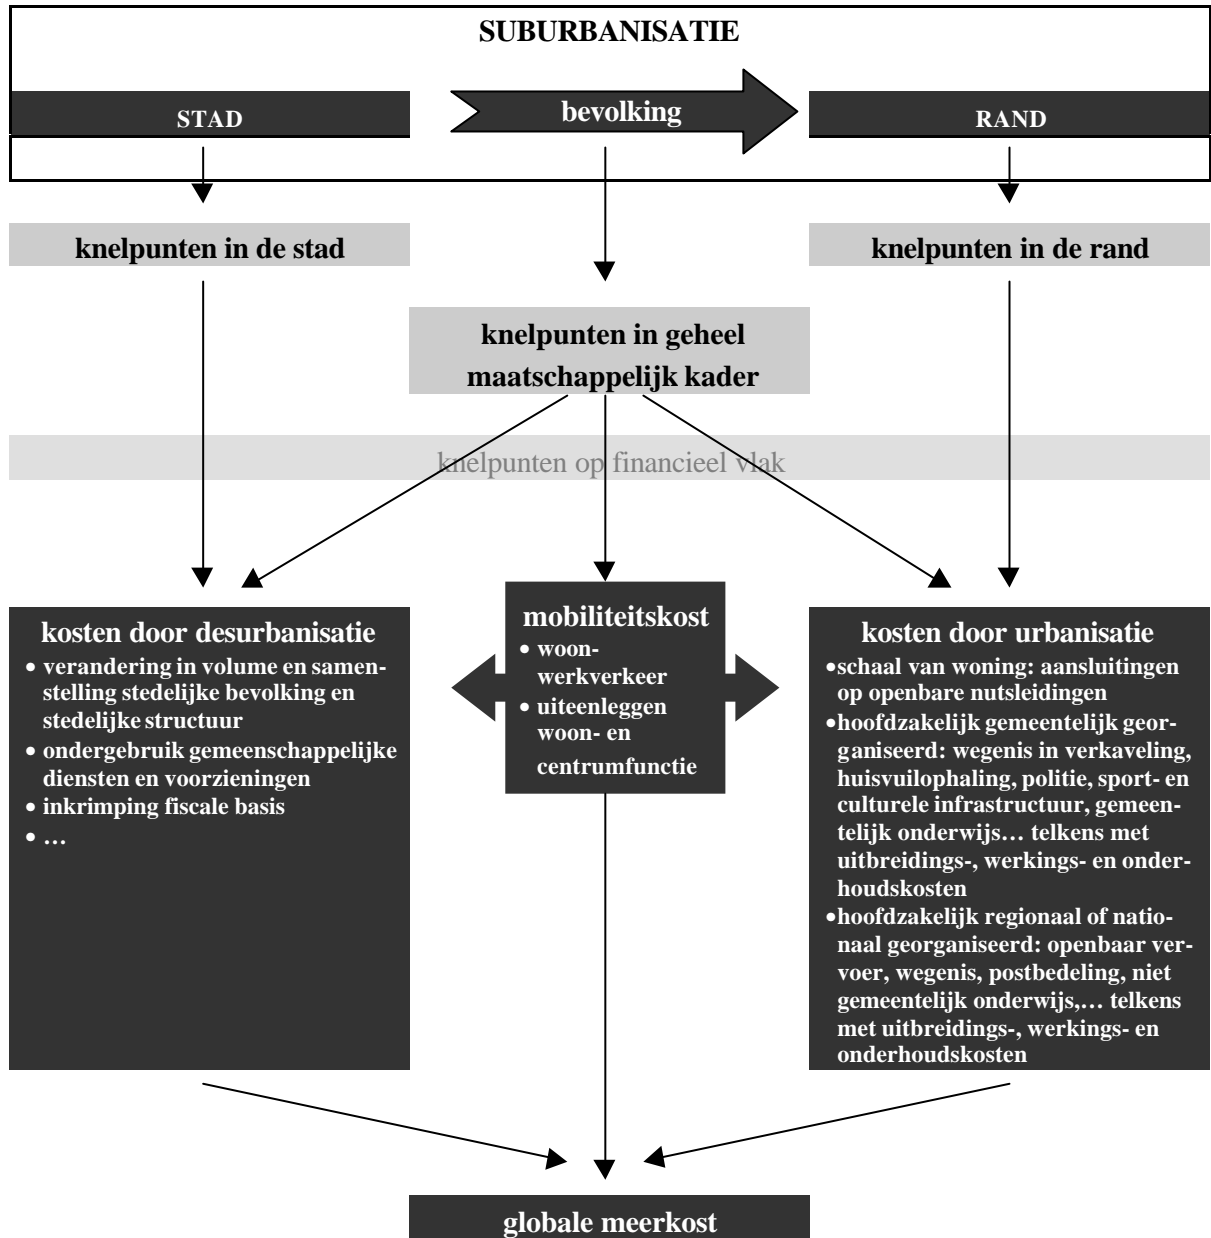 SUBURBANISATIE
STAD
bevolking
RAND
knelpunten in de stad
knelpunten in de rand
knelpunten in geheel
maatschappelijk kader
knelpunten op financieel vlak
kosten door desurbanisatie
• verandering in volume en samen-
stelling stedelijke bevolking en
stedelijke structuur
• ondergebruik gemeenschappelijke
diensten en voorzieningen
• inkrimping fiscale basis
• …
mobiliteitskost
• woon-
werkverkeer
• uiteenleggen
woon- en
centrumfunctie
kosten door urbanisatie
•schaal van woning: aansluitingen
op openbare nutsleidingen
•hoofdzakelijk gemeentelijk geor-
ganiseerd: wegenis in verkaveling,
huisvuilophaling, politie, sport- en
culturele infrastructuur, gemeen-
telijk onderwijs… telkens met
uitbreidings-, werkings- en onder-
houdskosten
•hoofdzakelijk regionaal of natio-
naal georganiseerd: openbaar ver-
voer, wegenis, postbedeling, niet
gemeentelijk onderwijs,… telkens
met uitbreidings-, werkings- en
onderhoudskosten
globale meerkost